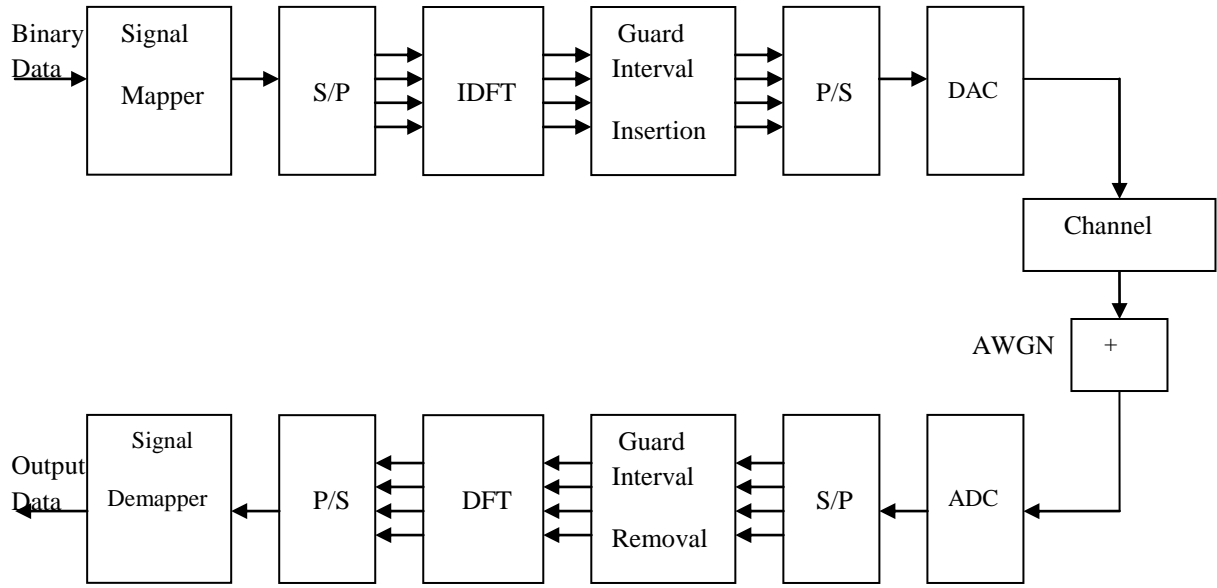 Binary
Data
Signal
Mapper
S/P
IDFT
Guard
Interval
Insertion
P/S
DAC
Channel
AWGN
+
Output
Data
Signal
Demapper
P/S
DFT
Guard
Interval
Removal
S/P
ADC